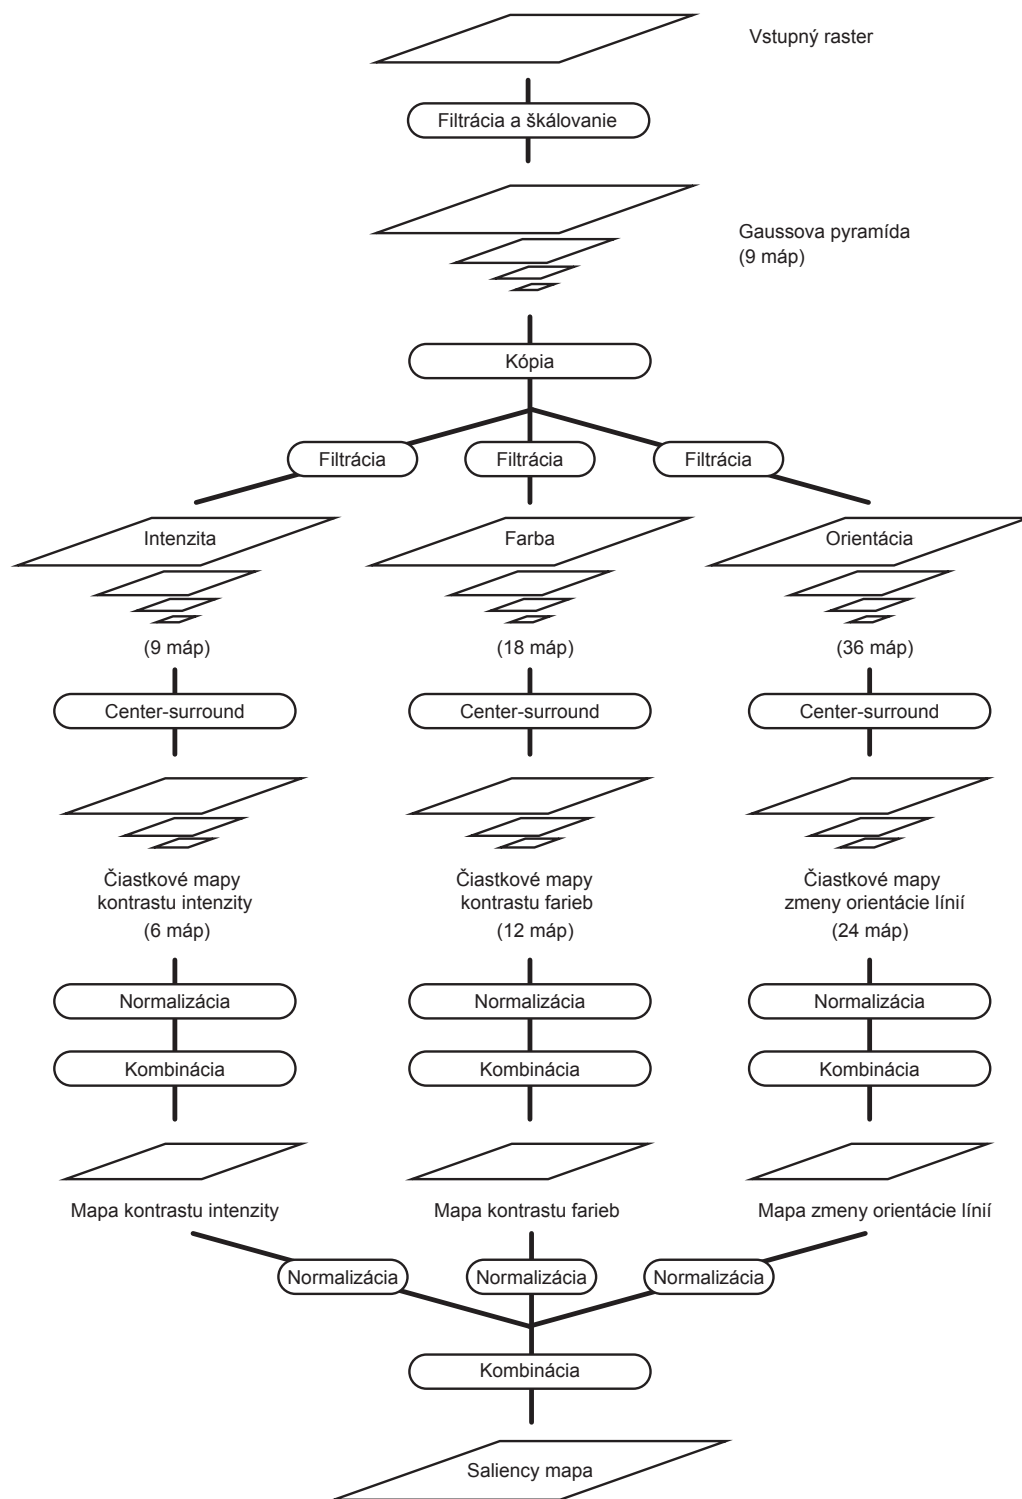 Vstupný raster
Filtrácia a škálovanie
Gaussova pyramída
(9 máp)
Kópia
Filtrácia
Filtrácia
Filtrácia
Intenzita
Farba
Orientácia
(9 máp)
(18 máp)
(36 máp)
Center-surround
Center-surround
Center-surround
Čiastkové mapy
kontrastu intenzity
(6 máp)
Čiastkové mapy
kontrastu farieb
(12 máp)
Čiastkové mapy
zmeny orientácie línií
(24 máp)
Normalizácia
Normalizácia
Normalizácia
Kombinácia
Kombinácia
Kombinácia
Mapa kontrastu intenzity
Mapa kontrastu farieb
Mapa zmeny orientácie línií
Normalizácia
Normalizácia
Normalizácia
Kombinácia
Saliency mapa